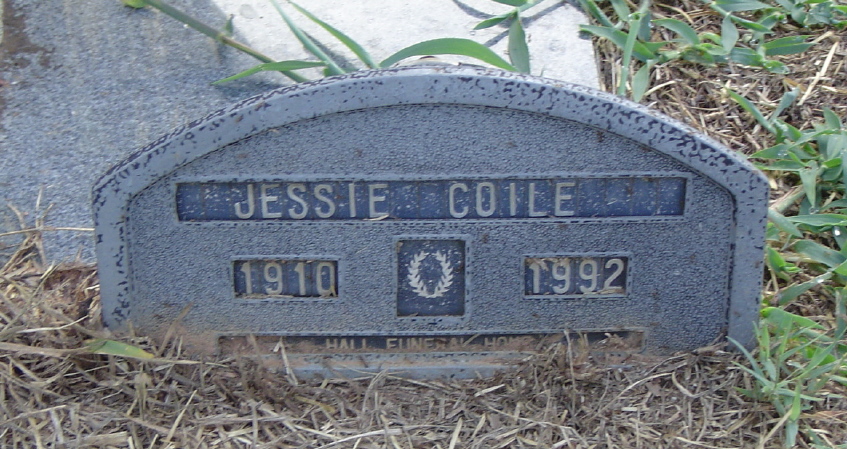 JESSIE COILE
1910 1992
HALL FUNERAL HOME